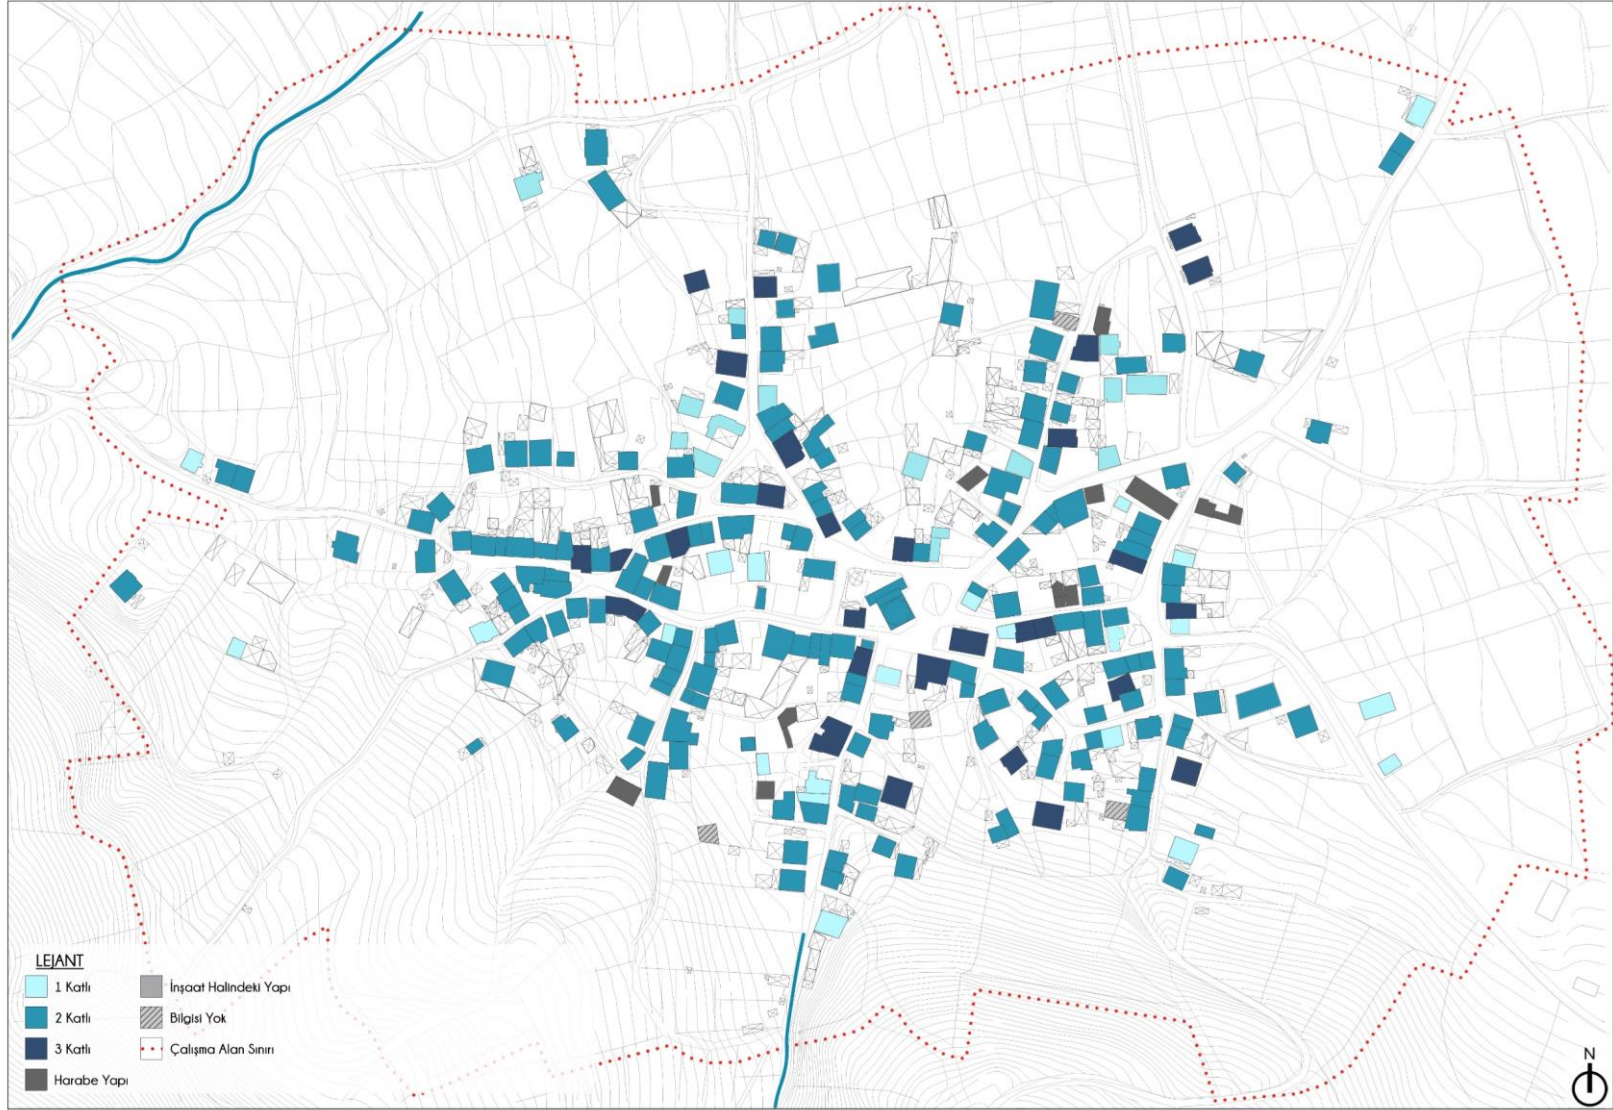 LEJANT
1 Katlı
2 Katlı
3 Katlı
Harabe Yapı
İnşaat Halindeki Yapı
Bilgisi Yok
Çalışma Alan Sınırı
N